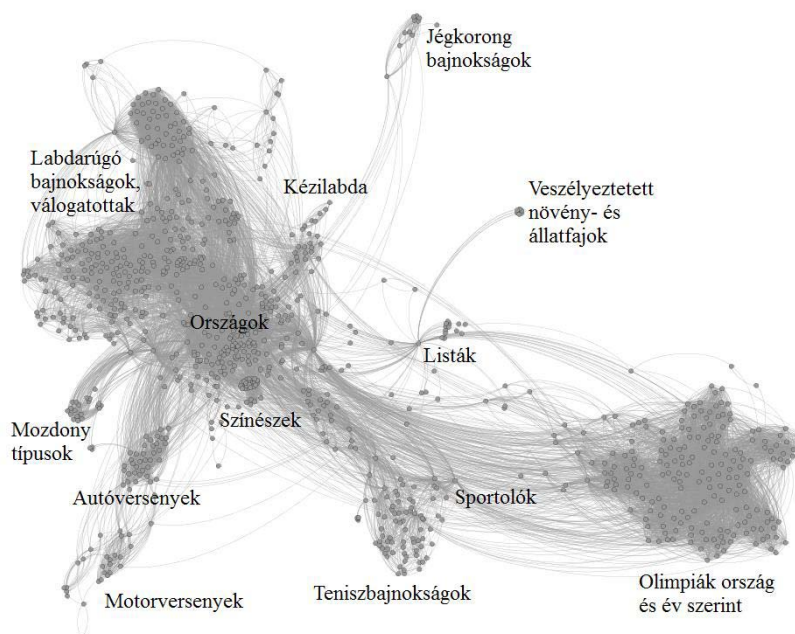 Jégkorong
bajnokságok
Labdarúgó
bajnokságok,
válogatottak
Kézilabda
Veszélyeztetett
növény- és
állatfajok
Országok
Listák
Mozdony
típusok
Színészek
Autóversenyek
Sportolók
Motorversenyek
Teniszbajnokságok
Olimpiák ország
és év szerint